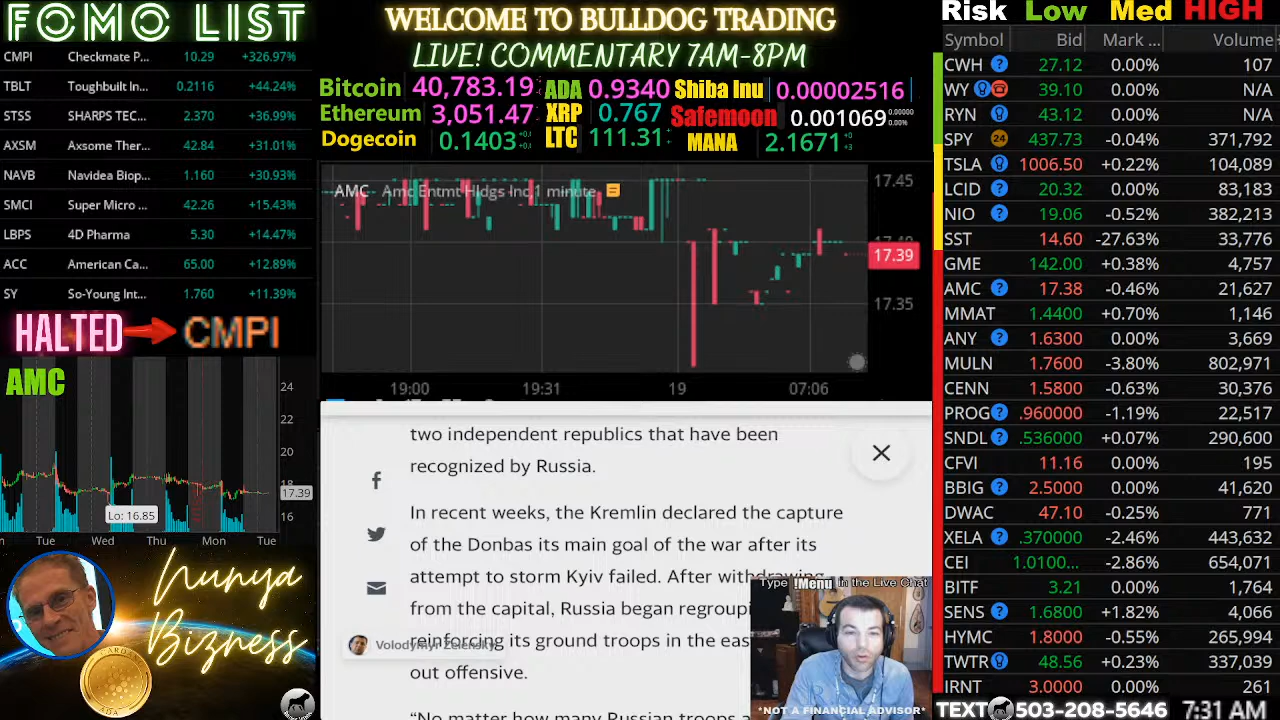 FOMO LIST
CMPI Checkmate P... 10.29 +326.97%
TBLT Toughbuilt In... 0.2116 +44.24%
STSS SHARPS TEC... 2.370 +36.99%
AXSM Axsome Ther... 42.84 +31.01%
NAVB Navidea Biop... 1.160 +30.93%
SMCI Super Micro ... 42.26 +15.43%
LBPS 4D Pharma 5.30 +14.47%
ACC American Ca... 65.00 +12.89%
SY So-Young Int... 1.760 +11.39%
HALTED CMPI
AMC
24
22
20
17.39
16
Lo: 16.85
Tue Wed Thu Mon Tue
Nunya
Bizness
WELCOME TO BULLDOG TRADING
LIVE! COMMENTARY 7AM-8PM
Bitcoin 40,783.19 ADA 0.9340 Shiba Inu 0.00002516
Ethereum 3,051.47 XRP 0.767 Safemoon 0.001069
Dogecoin 0.1403 LTC 111.31 MANA 2.1671
AMC Amc Entmt Hldgs Inc 1 minute
17.45
17.39
17.35
19:00 19:31 19 07:06
two independent republics that have been
recognized by Russia.
In recent weeks, the Kremlin declared the capture
of the Donbas its main goal of the war after its
attempt to storm Kyiv failed. After withdrawing
from the capital, Russia began regroupi
reinforcing its ground troops in the eas
out offensive.
Volodymyr Zelensky
"No matter how many Russian troops a
Type !Menu in the Live Chat
*NOT A FINANCIAL ADVISOR*
Risk Low Med HIGH
Symbol Bid Mark ... Volume
CWH 27.12 0.00% 107
WY 39.10 0.00% N/A
RYN 43.12 0.00% N/A
SPY 24 437.73 -0.04% 371,792
TSLA 1006.50 +0.22% 104,089
LCID 20.32 0.00% 83,183
NIO 19.06 -0.52% 382,213
SST 14.60 -27.63% 33,776
GME 142.00 +0.38% 4,757
AMC 17.38 -0.46% 21,627
MMAT 1.4400 +0.70% 1,146
ANY 1.6300 0.00% 3,669
MULN 1.7600 -3.80% 802,971
CENN 1.5800 -0.63% 30,376
PROG .960000 -1.19% 22,517
SNDL .536000 +0.07% 290,600
CFVI 11.16 0.00% 195
BBIG 2.5000 0.00% 41,620
DWAC 47.10 -0.25% 771
XELA .370000 -2.46% 443,632
CEI 1.0100... -2.86% 654,071
BITF 3.21 0.00% 1,764
SENS 1.6800 +1.82% 4,066
HYMC 1.8000 -0.55% 265,994
TWTR 48.56 +0.23% 337,039
IRNT 3.0000 0.00% 261
TEXT 503-208-5646 7:31 AM